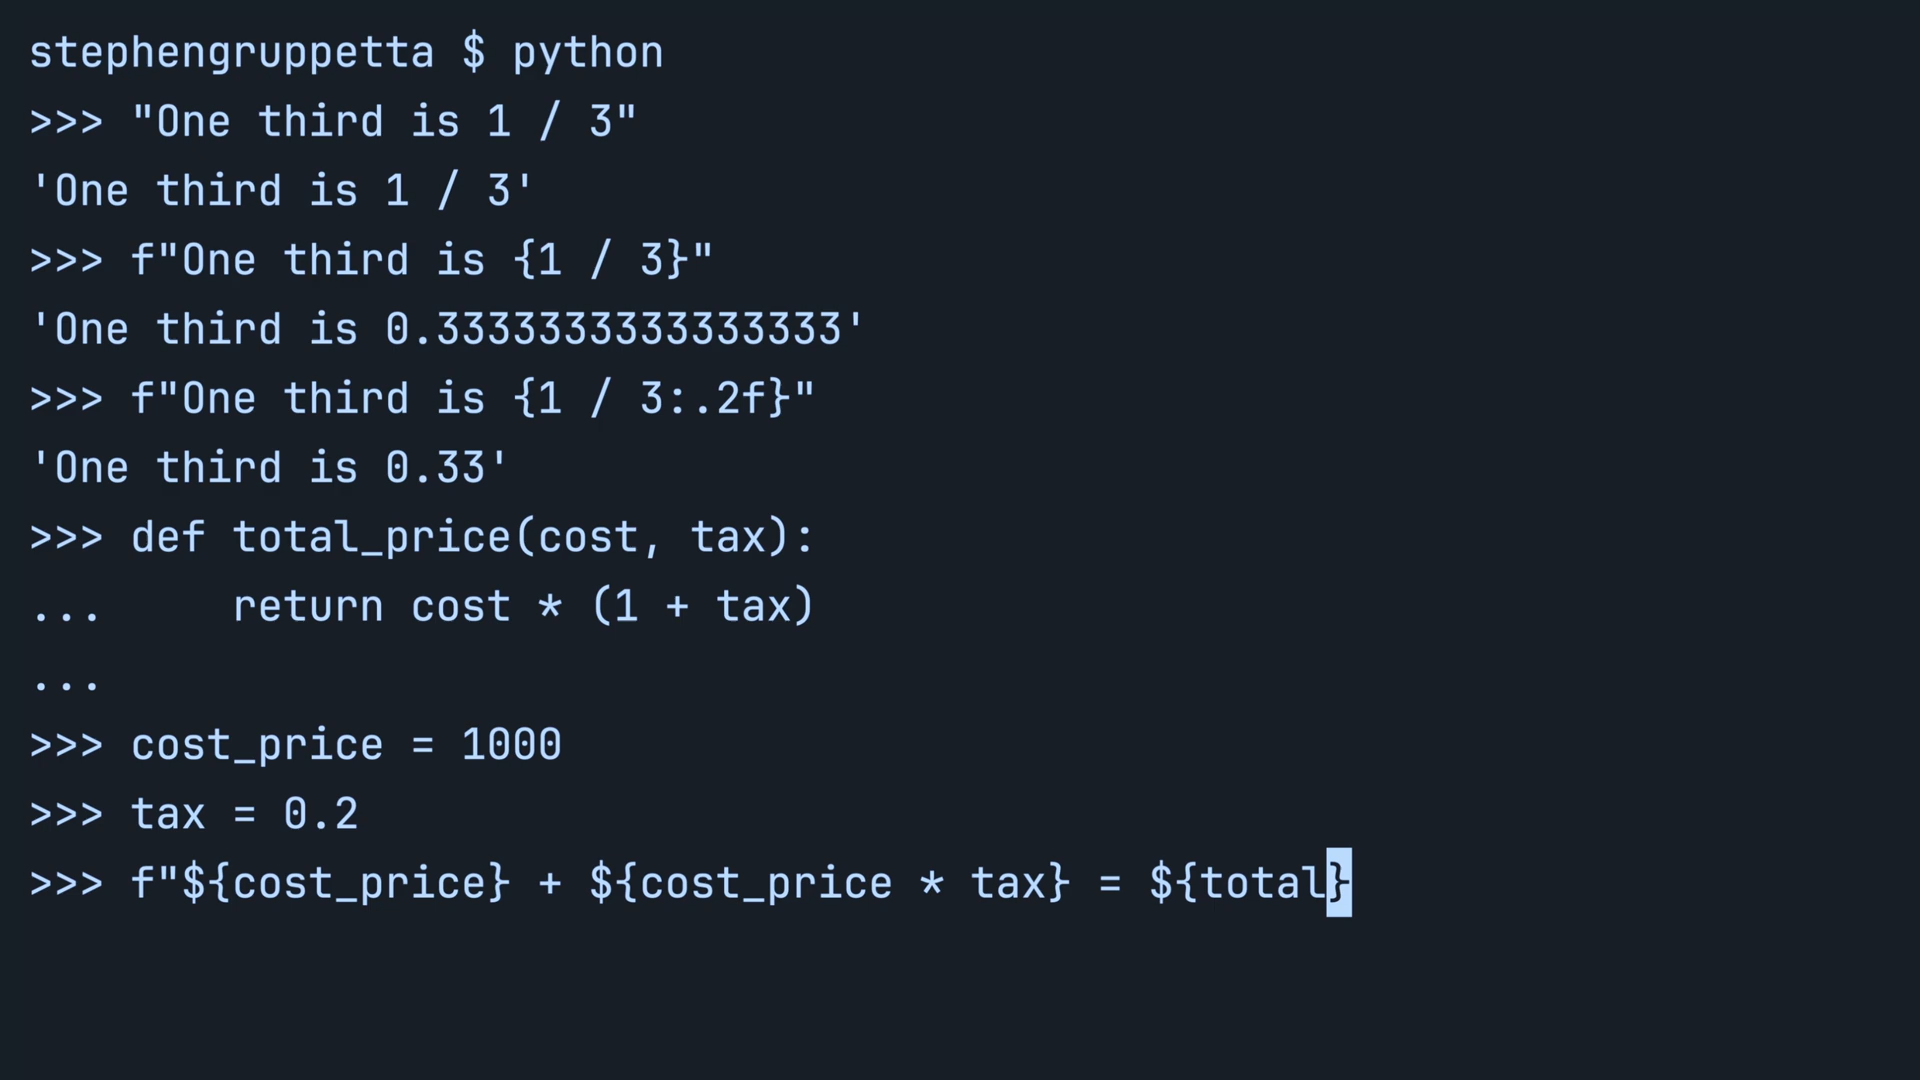 stephengruppetta $ python
>>> "One third is 1 / 3"
'One third is 1 / 3'
>>> f"One third is {1 / 3}"
'One third is 0.3333333333333333'
>>> f"One third is {1 / 3:.2f}"
'One third is 0.33'
>>> def total_price(cost, tax):
...     return cost * (1 + tax)
...
>>> cost_price = 1000
>>> tax = 0.2
>>> f"${cost_price} + ${cost_price * tax} = ${total}